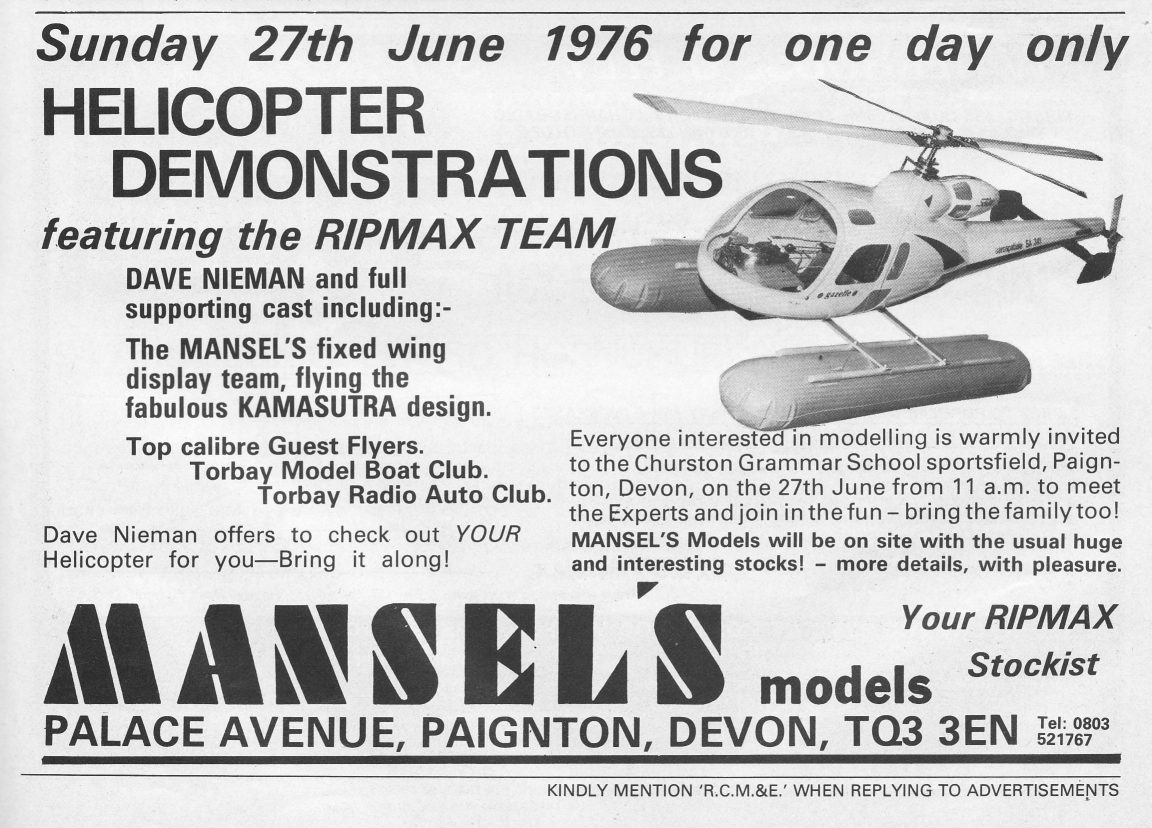 Sunday 27th June 1976 for one day only
HELICOPTER
DEMONSTRATIONS
featuring the RIPMAX TEAM
DAVE NIEMAN and full
supporting cast including:-
The MANSEL'S fixed wing
display team, flying the
fabulous KAMASUTRA design.
Top calibre Guest Flyers.
Torbay Model Boat Club.
Torbay Radio Auto Club.
Dave Nieman offers to check out YOUR
Helicopter for you—Bring it along!
gazelle
SA 341
Everyone interested in modelling is warmly invited
to the Churston Grammar School sportsfield, Paign-
ton, Devon, on the 27th June from 11 a.m. to meet
the Experts and join in the fun – bring the family too!
MANSEL'S Models will be on site with the usual huge
and interesting stocks! – more details, with pleasure.
MANSEL'S models
Your RIPMAX
Stockist
PALACE AVENUE, PAIGNTON, DEVON, TQ3 3EN
Tel: 0803
521767
KINDLY MENTION 'R.C.M.&E.' WHEN REPLYING TO ADVERTISEMENTS